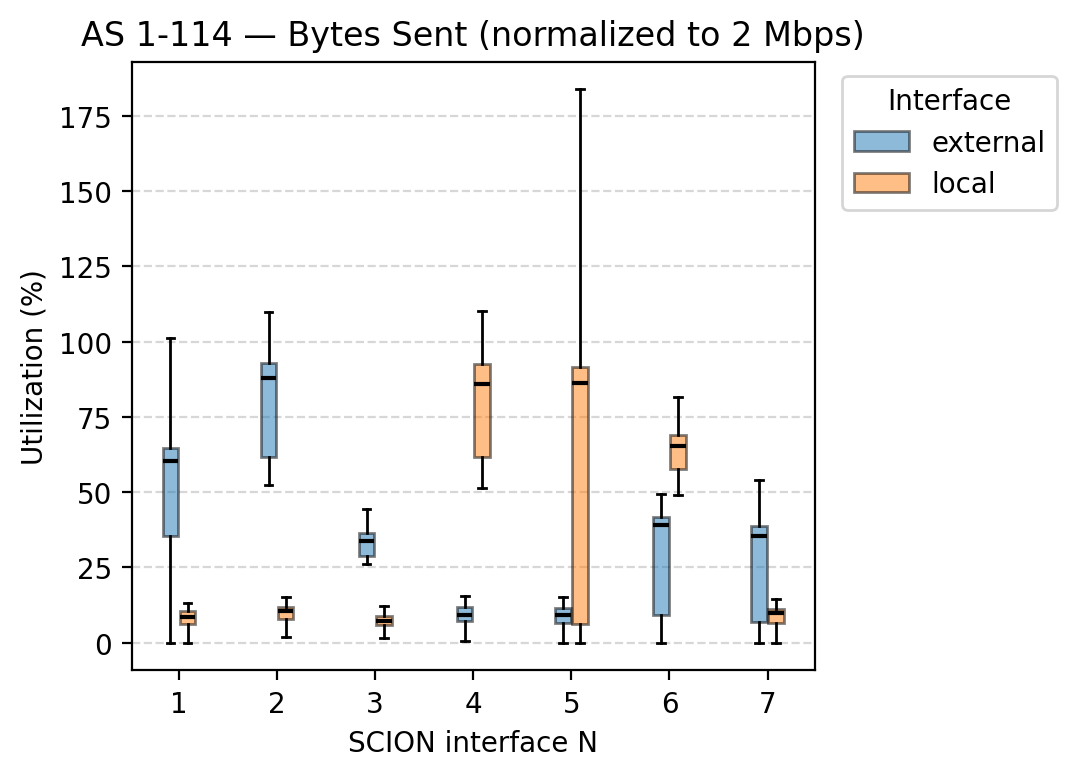 AS 1-114 — Bytes Sent (normalized to 2 Mbps)
Interface
external
local
Utilization (%)
175
150
125
100
75
50
25
0
1 2 3 4 5 6 7
SCION interface N